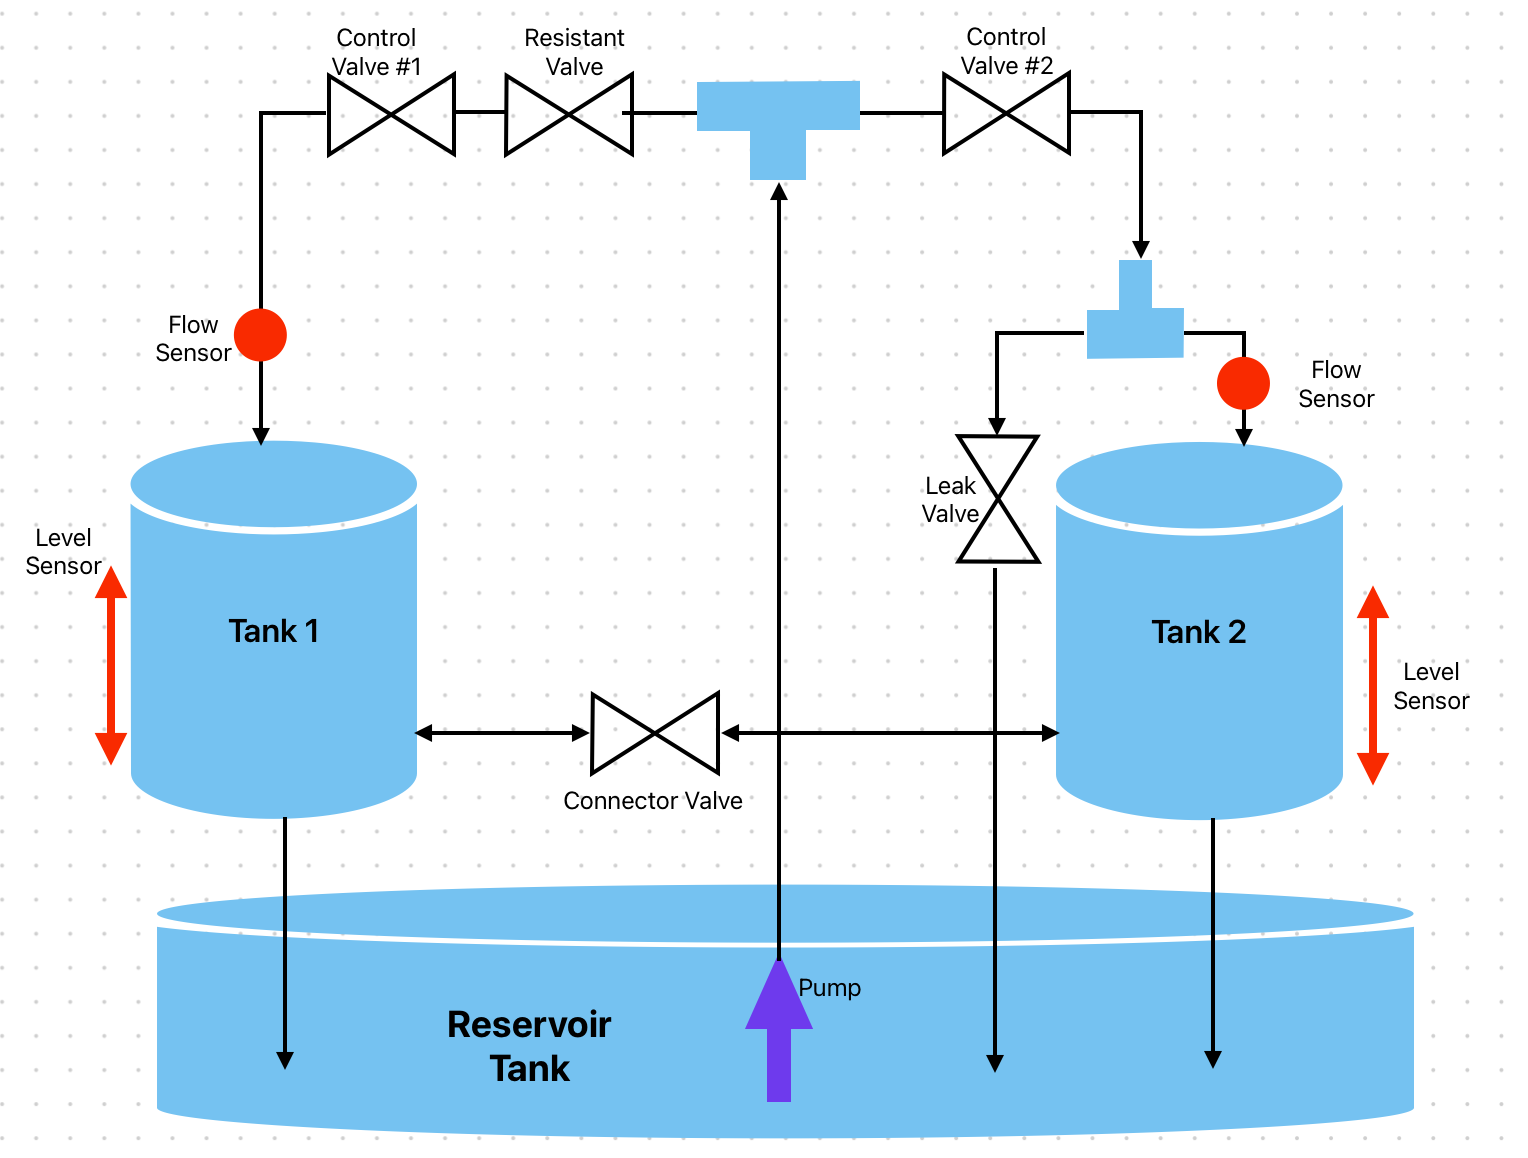 Control
Valve #1
Resistant
Valve
Control
Valve #2
Flow
Sensor
Flow
Sensor
Leak
Valve
Level
Sensor
Tank 1
Tank 2
Level
Sensor
Connector Valve
Pump
Reservoir
Tank